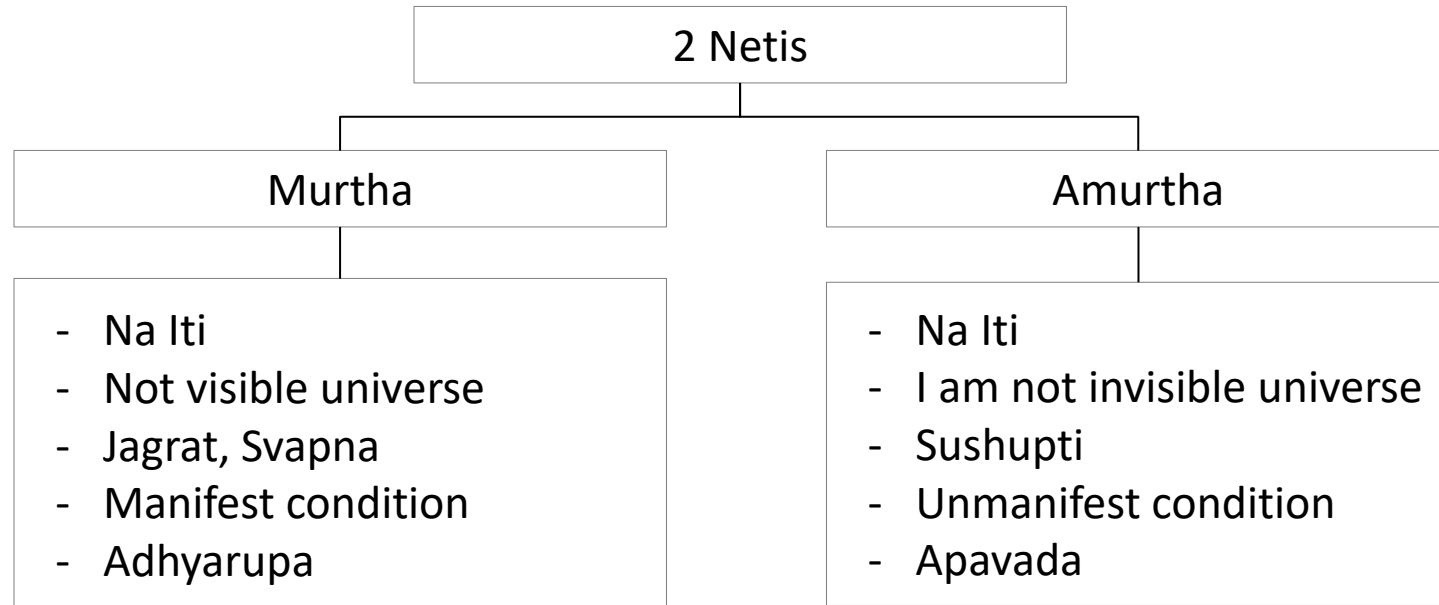 2 Netis
Murtha
Amurtha
- Na Iti
- Not visible universe
- Jagrat, Svapna
- Manifest condition
- Adhyarupa
- Na Iti
- I am not invisible universe
- Sushupti
- Unmanifest condition
- Apavada